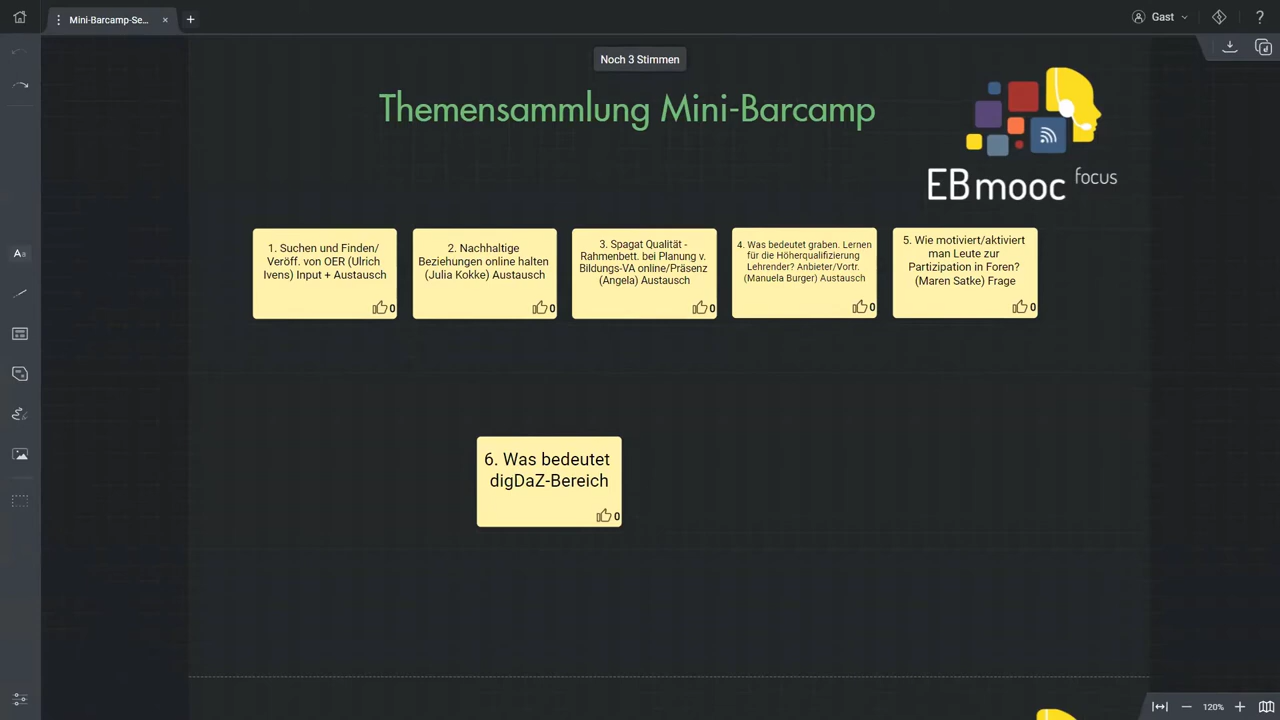 Mini-Barcamp-Se...
Gast
Noch 3 Stimmen
Themensammlung Mini-Barcamp
EBmooc focus
1. Suchen und Finden/
Veröff. von OER (Ulrich
Ivens) Input + Austausch
0
2. Nachhaltige
Beziehungen online halten
(Julia Kokke) Austausch
0
3. Spagat Qualität -
Rahmenbett. bei Planung v.
Bildungs-VA online/Präsenz
(Angela) Austausch
0
4. Was bedeutet graben. Lernen
für die Höherqualifizierung
Lehrender? Anbieter/Vortr.
(Manuela Burger) Austausch
0
5. Wie motiviert/aktiviert
man Leute zur
Partizipation in Foren?
(Maren Satke) Frage
0
6. Was bedeutet
digDaZ-Bereich
0
120%